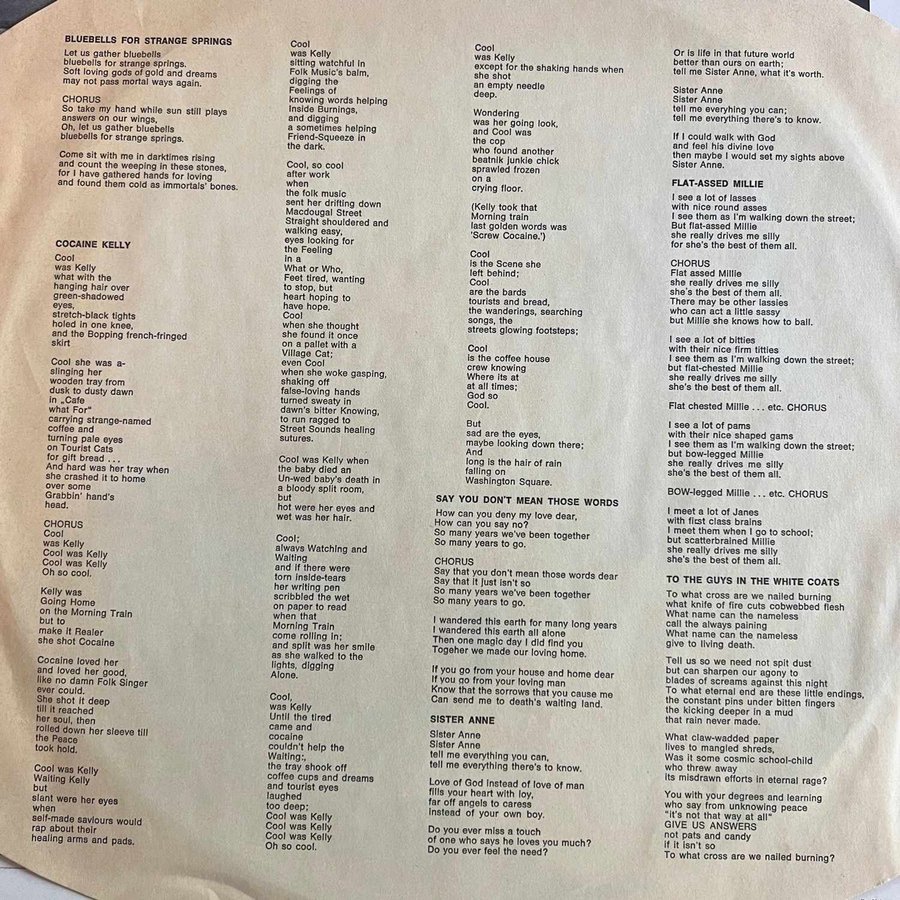 BLUEBELLS FOR STRANGE SPRINGS
Let us gather bluebells
bluebells for strange springs.
Soft loving gods of gold and dreams
may not pass mortal ways again.
CHORUS
So take my hand while sun still plays
answers on our wings,
Oh, let us gather bluebells
bluebells for strange springs.
Come sit with me in darktimes rising
and count the weeping in these stones,
for I have gathered hands for loving
and found them cold as immortals' bones.
COCAINE KELLY
Cool
was Kelly
what with the
hanging hair over
green-shadowed
eyes,
stretch-black tights
holed in one knee,
and the Bopping french-fringed
skirt
Cool she was a-
slinging her
wooden tray from
dusk to dusty dawn
in „Cafe
what For“
carrying strange-named
coffee and
turning pale eyes
on Tourist Cats
for gift bread ...
And hard was her tray when
she crashed it to home
over some
Grabbin' hand's
head.
CHORUS
Cool
was Kelly
Cool was Kelly
Cool was Kelly
Oh so cool.
Kelly was
Going Home
on the Morning Train
but to
make it Realer
she shot Cocaine
Cocaine loved her
and loved her good,
like no damn Folk Singer
ever could.
She shot it deep
till it reached
her soul, then
rolled down her sleeve till
the Peace
took hold.
Cool was Kelly
Waiting Kelly
but
slant were her eyes
when
self-made saviours would
rap about their
healing arms and pads.
Cool
was Kelly
sitting watchful in
Folk Music's balm,
digging the
Feelings of
knowing words helping
Inside Burnings,
and digging
a sometimes helping
Friend-Squeeze in
the dark.
Cool, so cool
after work
when
the folk music
sent her drifting down
Macdougal Street
Straight shouldered and
walking easy,
eyes looking for
the Feeling
in a
What or Who,
Feet tired, wanting
to stop, but
heart hoping to
have hope.
Cool
when she thought
she found it once
on a pallet with a
Village Cat;
even Cool
when she woke gasping,
shaking off
false-loving hands
turned sweaty in
dawn's bitter Knowing,
to run ragged to
Street Sounds healing
sutures.
Cool was Kelly when
the baby died an
Un-wed baby's death in
a bloody split room,
but
hot were her eyes and
wet was her hair.
Cool;
always Watching and
Waiting
and if there were
torn inside-tears
her writing pen
scribbled the wet
on paper to read
when that
Morning Train
come rolling in;
and split was her smile
as she walked to the
lights, digging
Alone.
Cool,
was Kelly
Until the tired
came and
cocaine
couldn't help the
Waiting:,
the tray shook off
coffee cups and dreams
and tourist eyes
laughed
too deep;
Cool was Kelly
Cool was Kelly
Cool was Kelly
Oh so cool.
Cool
was Kelly
except for the shaking hands when
she shot
an empty needle
deep.
Wondering
was her going look,
and Cool was
the cop
who found another
beatnik junkie chick
sprawled frozen
on a
crying floor.
(Kelly took that
Morning train
last golden words was
'Screw Cocaine.')
Cool
is the Scene she
left behind;
Cool
are the bards
tourists and bread,
the wanderings, searching
songs, the
streets glowing footsteps;
Cool
is the coffee house
crew knowing
Where its at
at all times;
God so
Cool.
But
sad are the eyes,
maybe looking down there;
And
long is the hair of rain
falling on
Washington Square.
SAY YOU DON'T MEAN THOSE WORDS
How can you deny my love dear,
How can you say no?
So many years we've been together
So many years to go.
CHORUS
Say that you don't mean those words dear
Say that it just isn't so
So many years we've been together
So many years to go.
I wandered this earth for many long years
I wandered this earth all alone
Then one magic day I did find you
Togeher we made our loving home.
If you go from your house and home dear
If you go from your loving man
Know that the sorrows that you cause me
Can send me to death's waiting land.
SISTER ANNE
Sister Anne
Sister Anne
tell me everything you can,
tell me everything there's to know.
Love of God instead of love of man
fills your heart with loy,
far off angels to caress
instead of your own boy.
Do you ever miss a touch
of one who says he loves you much?
Do you ever feel the need?
Or is life in that future world
better than ours on earth;
tell me Sister Anne, what it's worth.
Sister Anne
Sister Anne
tell me everyhing you can;
tell me everything there's to know.
If I could walk with God
and feel his divine love
then maybe I would set my sights above
Sister Anne.
FLAT-ASSED MILLIE
I see a lot of lasses
with nice round asses
I see them as I'm walking down the street;
But flat-assed Millie
she really drives me silly
for she's the best of them all.
CHORUS
Flat assed Millie
she really drives me silly
she's the best of them all.
There may be other lassies
who can act a little sassy
but Millie she knows how to ball.
I see a lot of bitties
with their nice firm titties
I see them as I'm walking down the street;
but flat-chested Millie
she really drives me silly
she's the best of them all.
Flat chested Millie ... etc. CHORUS
I see a lot of pams
with their nice shaped gams
I see them as I'm walking down the street;
but bow-legged Millie
she really drives me silly
she's the best of them all.
BOW-legged Millie ... etc. CHORUS
I meet a lot of Janes
with first class brains
I meet them when I go to school;
but scatterbrained Millie
she really drives me silly
she's the best of them all.
TO THE GUYS IN THE WHITE COATS
To what cross are we nailed burning
what knife of fire cuts cobwebbed flesh
What name can the nameless
call the always paining
What name can the nameless
give to living death.
Tell us so we need not spit dust
but can sharpen our agony to
blades of screams against this night
To what eternal end are these little endings,
the constant pins under bitten fingers
the kicking deeper in a mud
that rain never made.
What claw-wadded paper
lives to mangled shreds,
Was it some cosmic school-child
who threw away
its misdrawn efforts in eternal rage?
You with your degrees and learning
who say from unknowing peace
"it's not that way at all"
GIVE US ANSWERS
not pats and candy
if it isn't so
To what cross are we nailed burning?